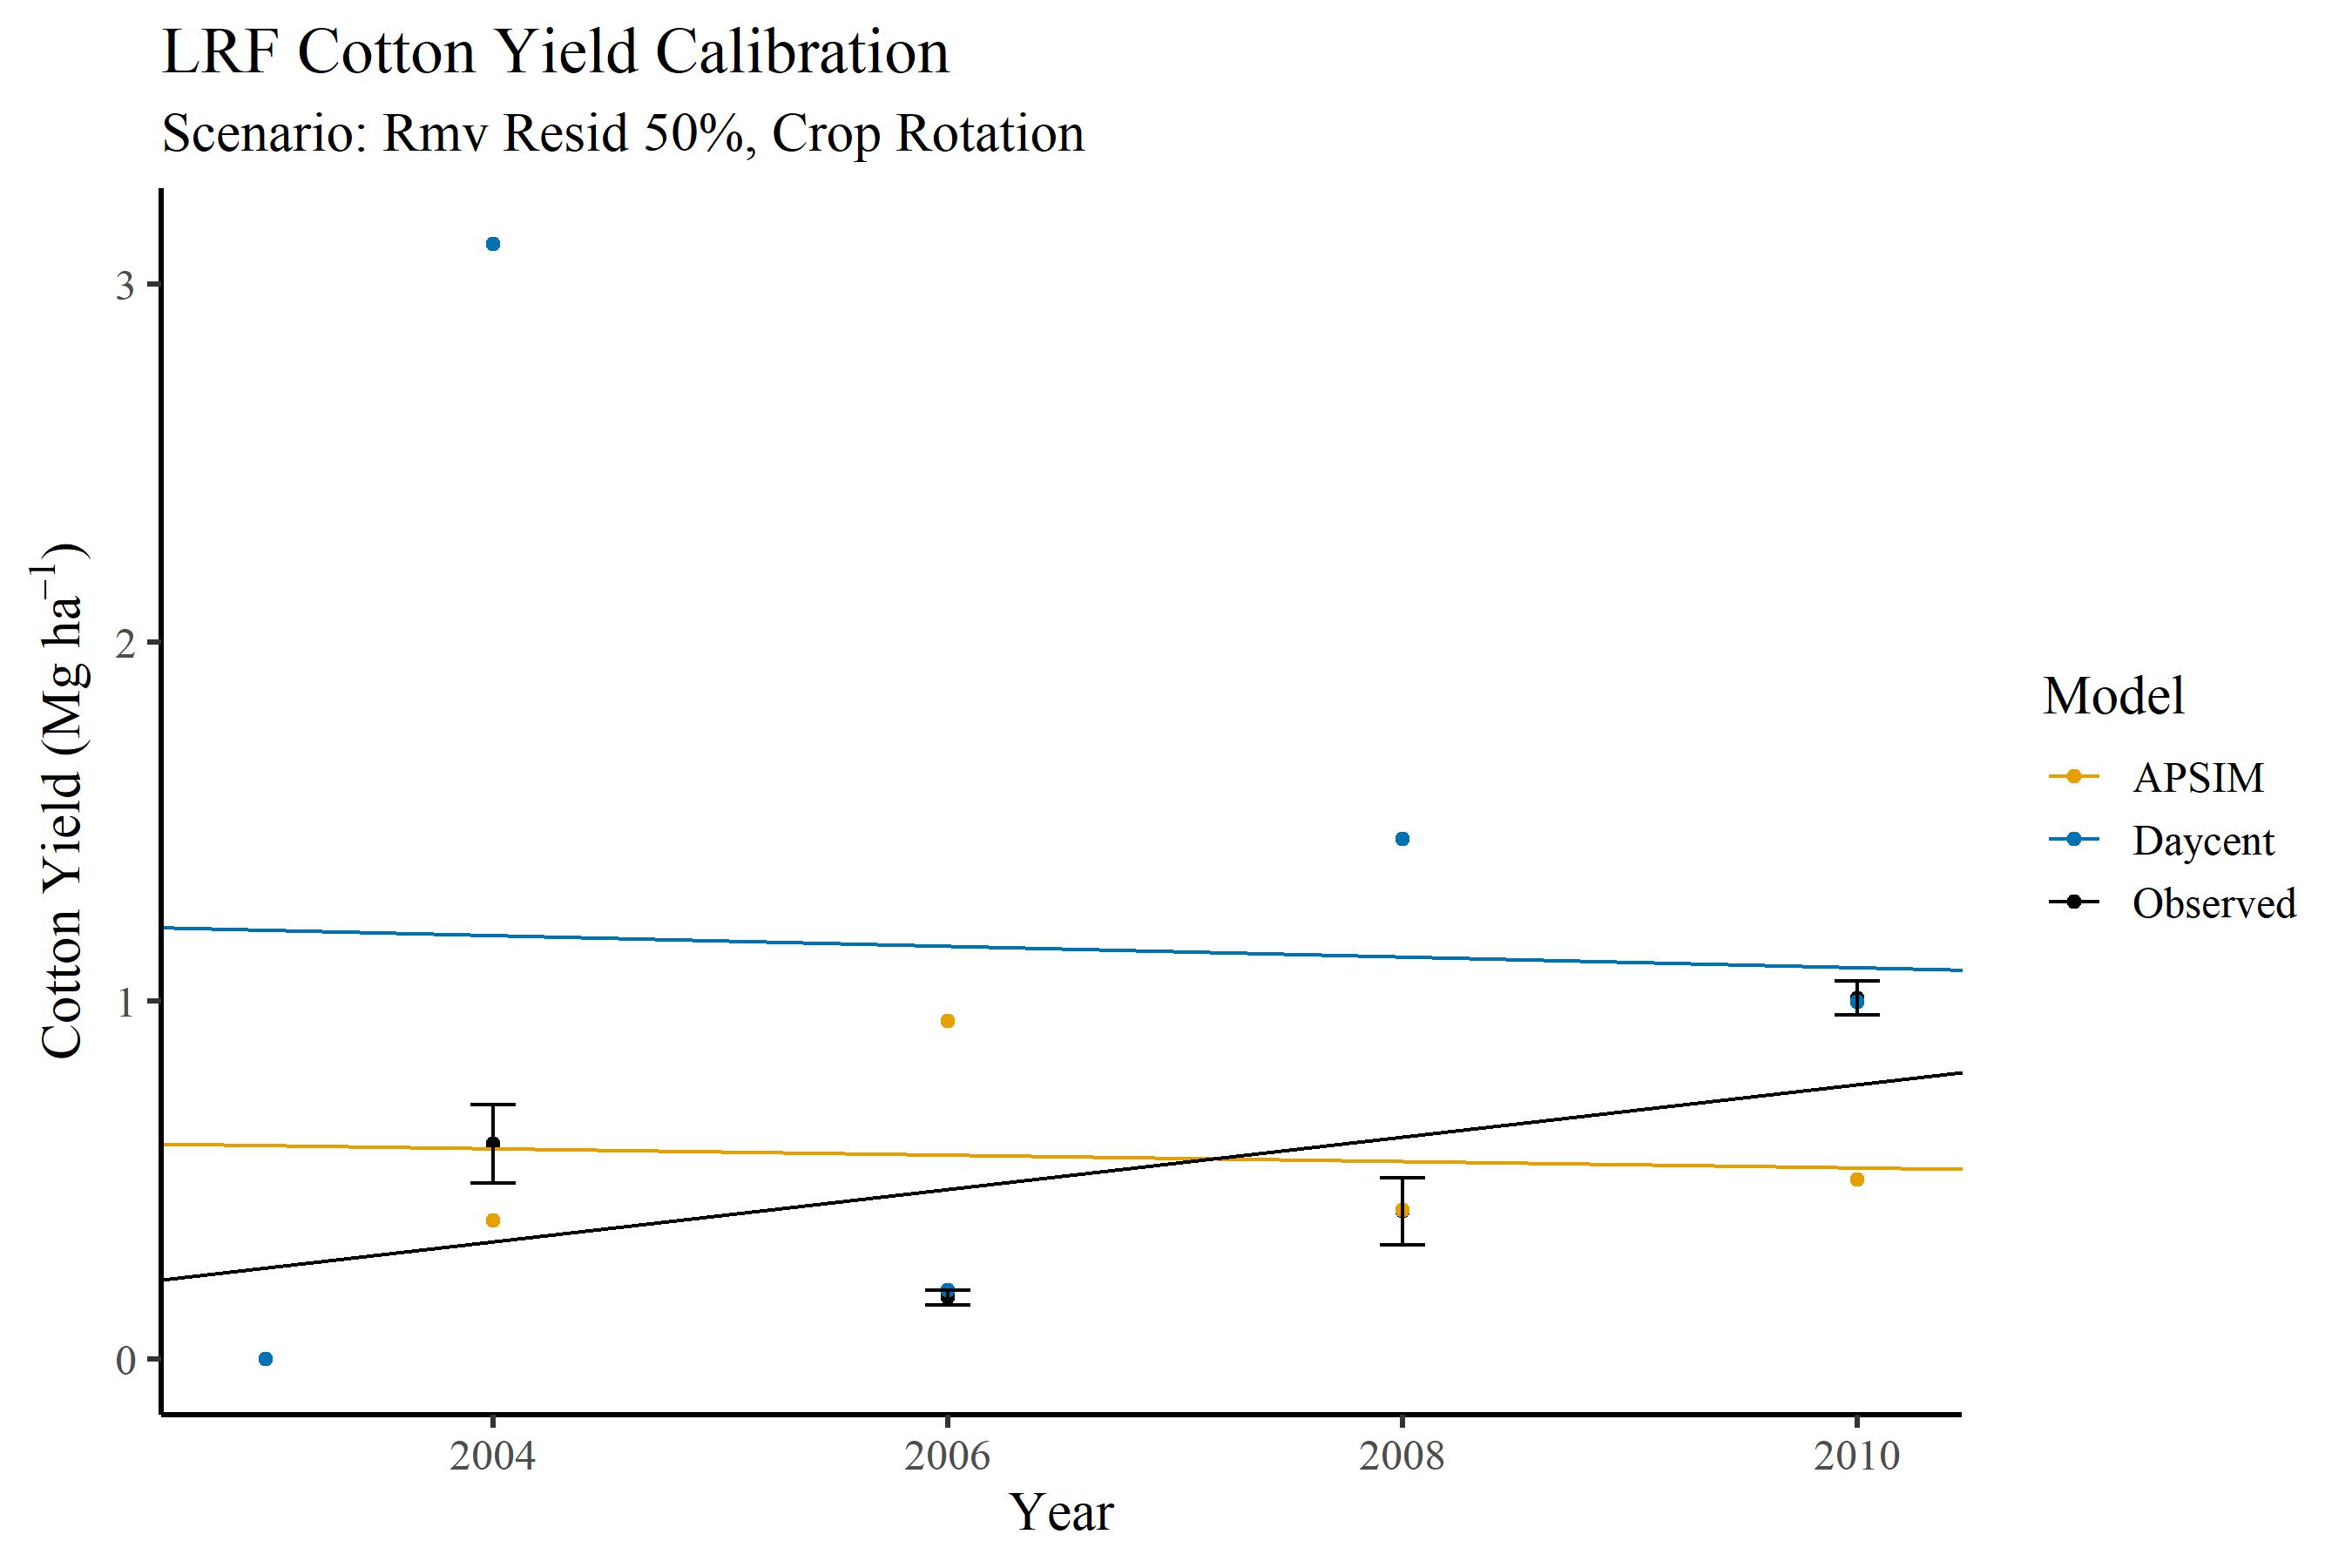 LRF Cotton Yield Calibration
Scenario: Rmv Resid 50%, Crop Rotation
Cotton Yield (Mg ha⁻¹)
3
2
1
0
2004 2006 2008 2010
Year
Model
APSIM
Daycent
Observed